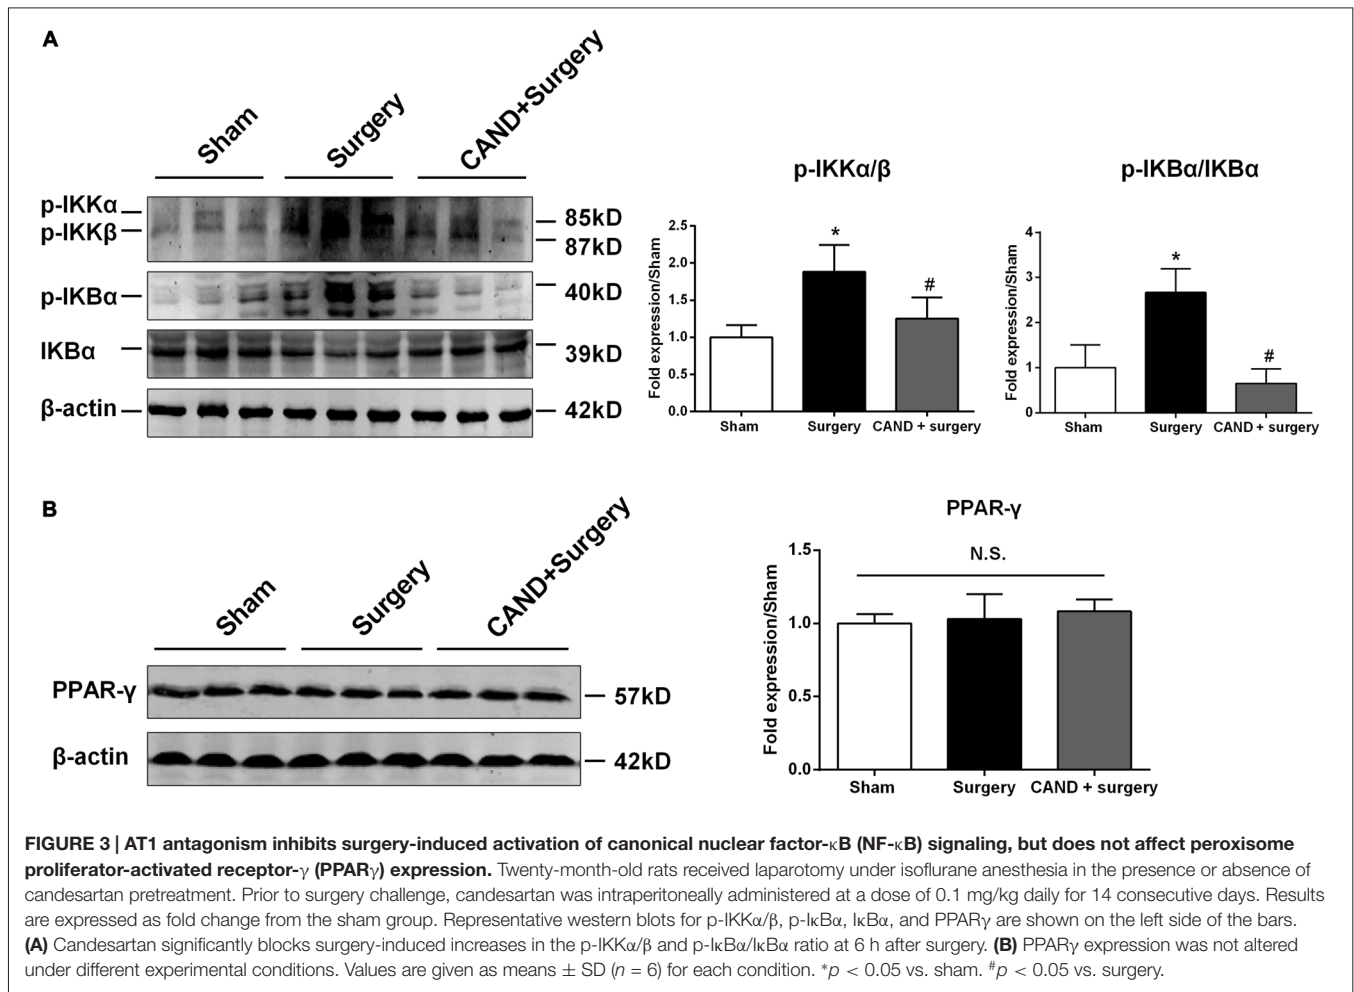 A
Sham
Surgery
CAND+Surgery
p-IKKα
p-IKKβ
85kD
87kD
p-IKBα
40kD
IKBα
39kD
β-actin
42kD
p-IKKα/β
Fold expression/Sham
2.5
2.0
1.5
1.0
0.5
0.0
*
#
Sham
Surgery
CAND + surgery
p-IKBα/IKBα
Fold expression/Sham
4
3
2
1
0
*
#
Sham
Surgery
CAND + surgery
B
Sham
Surgery
CAND+Surgery
PPAR-γ
57kD
β-actin
42kD
PPAR-γ
Fold expression/Sham
1.5
1.0
0.5
0.0
N.S.
Sham
Surgery
CAND + surgery
FIGURE 3 | AT1 antagonism inhibits surgery-induced activation of canonical nuclear factor-κB (NF-κB) signaling, but does not affect peroxisome
proliferator-activated receptor-γ (PPARγ) expression. Twenty-month-old rats received laparotomy under isoflurane anesthesia in the presence or absence of
candesartan pretreatment. Prior to surgery challenge, candesartan was intraperitoneally administered at a dose of 0.1 mg/kg daily for 14 consecutive days. Results
are expressed as fold change from the sham group. Representative western blots for p-IKKα/β, p-IκBα, IκBα, and PPARγ are shown on the left side of the bars.
(A) Candesartan significantly blocks surgery-induced increases in the p-IKKα/β and p-IκBα/IκBα ratio at 6 h after surgery. (B) PPARγ expression was not altered
under different experimental conditions. Values are given as means ± SD (n = 6) for each condition. *p < 0.05 vs. sham. #p < 0.05 vs. surgery.